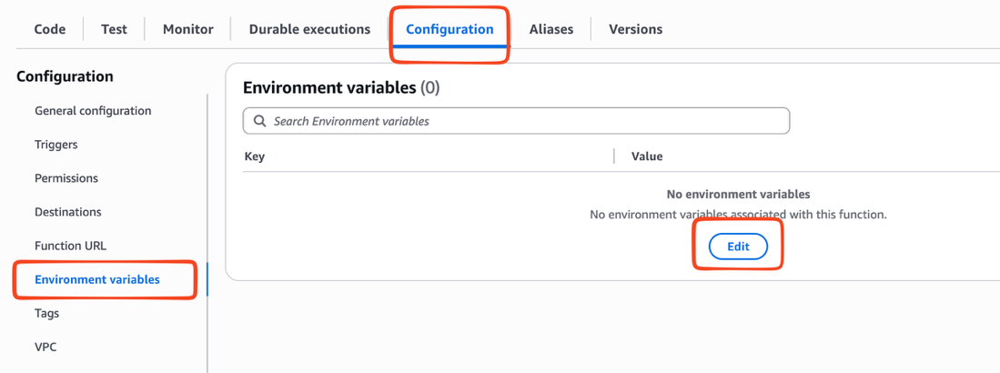 Code Test Monitor Durable executions Configuration Aliases Versions
Configuration
General configuration
Triggers
Permissions
Destinations
Function URL
Environment variables
Tags
VPC
Environment variables (0)
Search Environment variables
Key Value
No environment variables
No environment variables associated with this function.
Edit